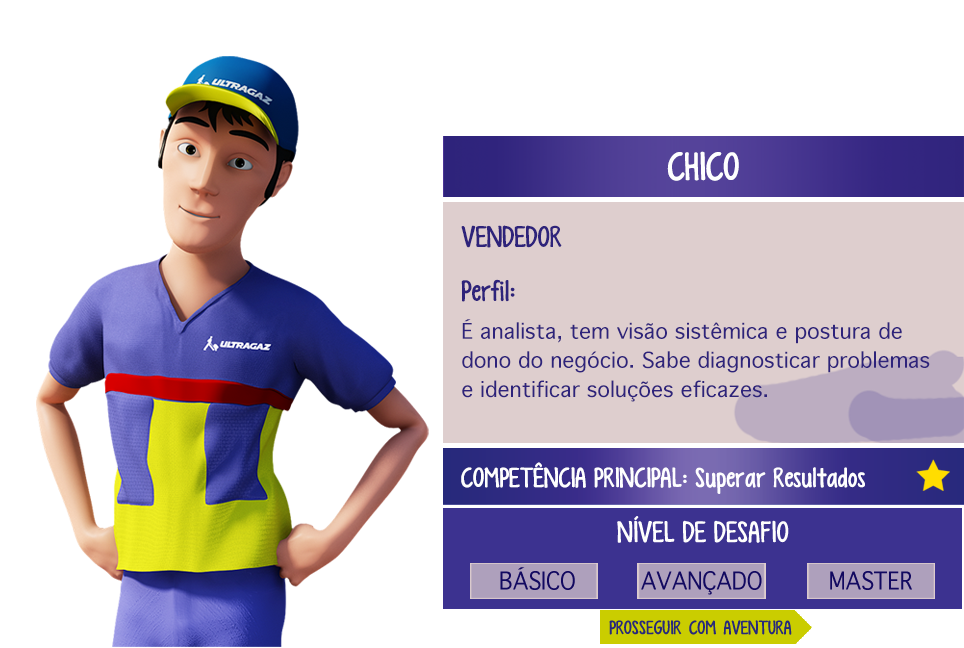 ULTRAGAZ
ULTRAGAZ
CHICO
VENDEDOR
Perfil:
É analista, tem visão sistêmica e postura de
dono do negócio. Sabe diagnosticar problemas
e identificar soluções eficazes.
COMPETÊNCIA PRINCIPAL: Superar Resultados
NÍVEL DE DESAFIO
BÁSICO AVANÇADO MASTER
PROSSEGUIR COM AVENTURA